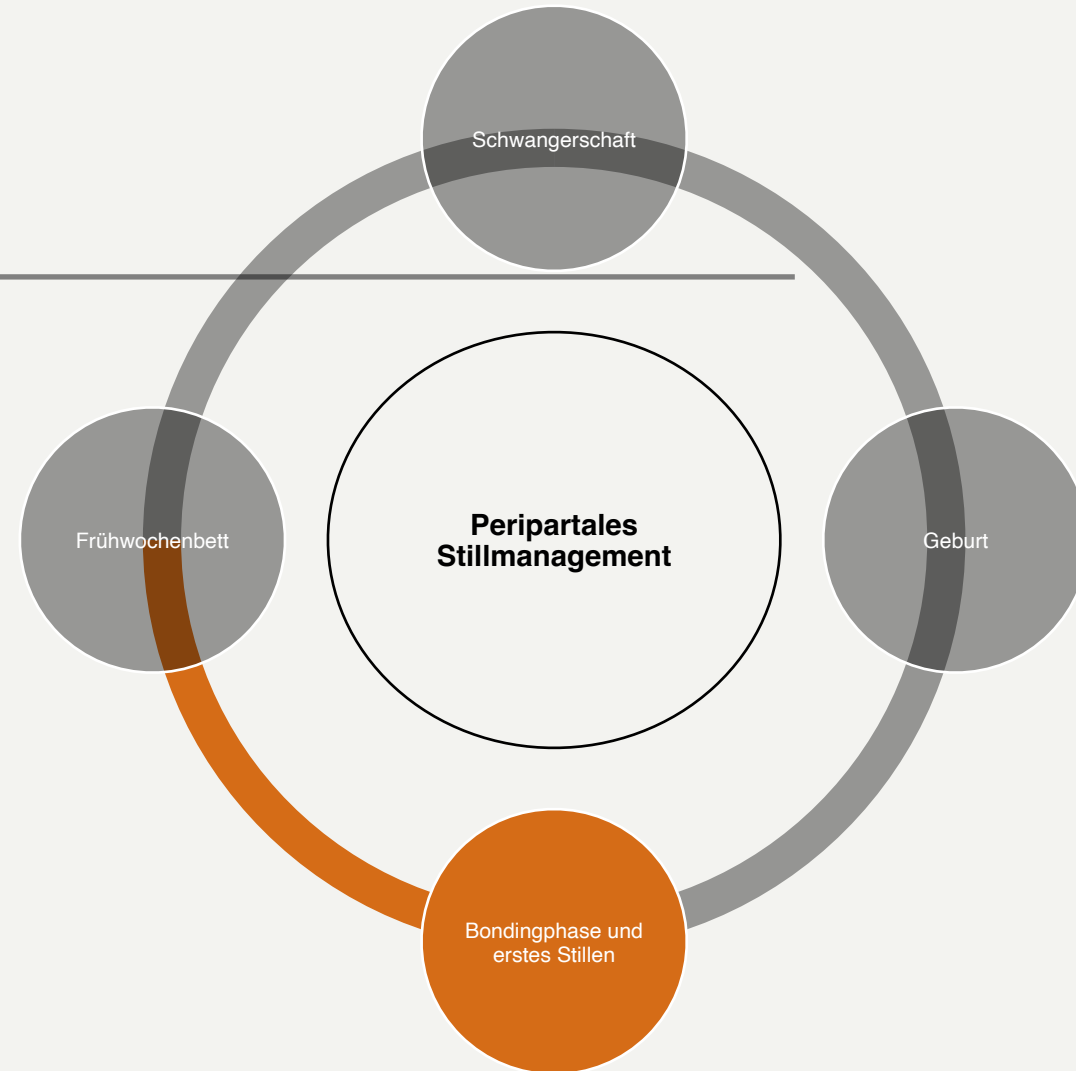 Schwangerschaft
Frühwochenbett
Peripartales
Stillmanagement
Geburt
Bondingphase und
erstes Stillen